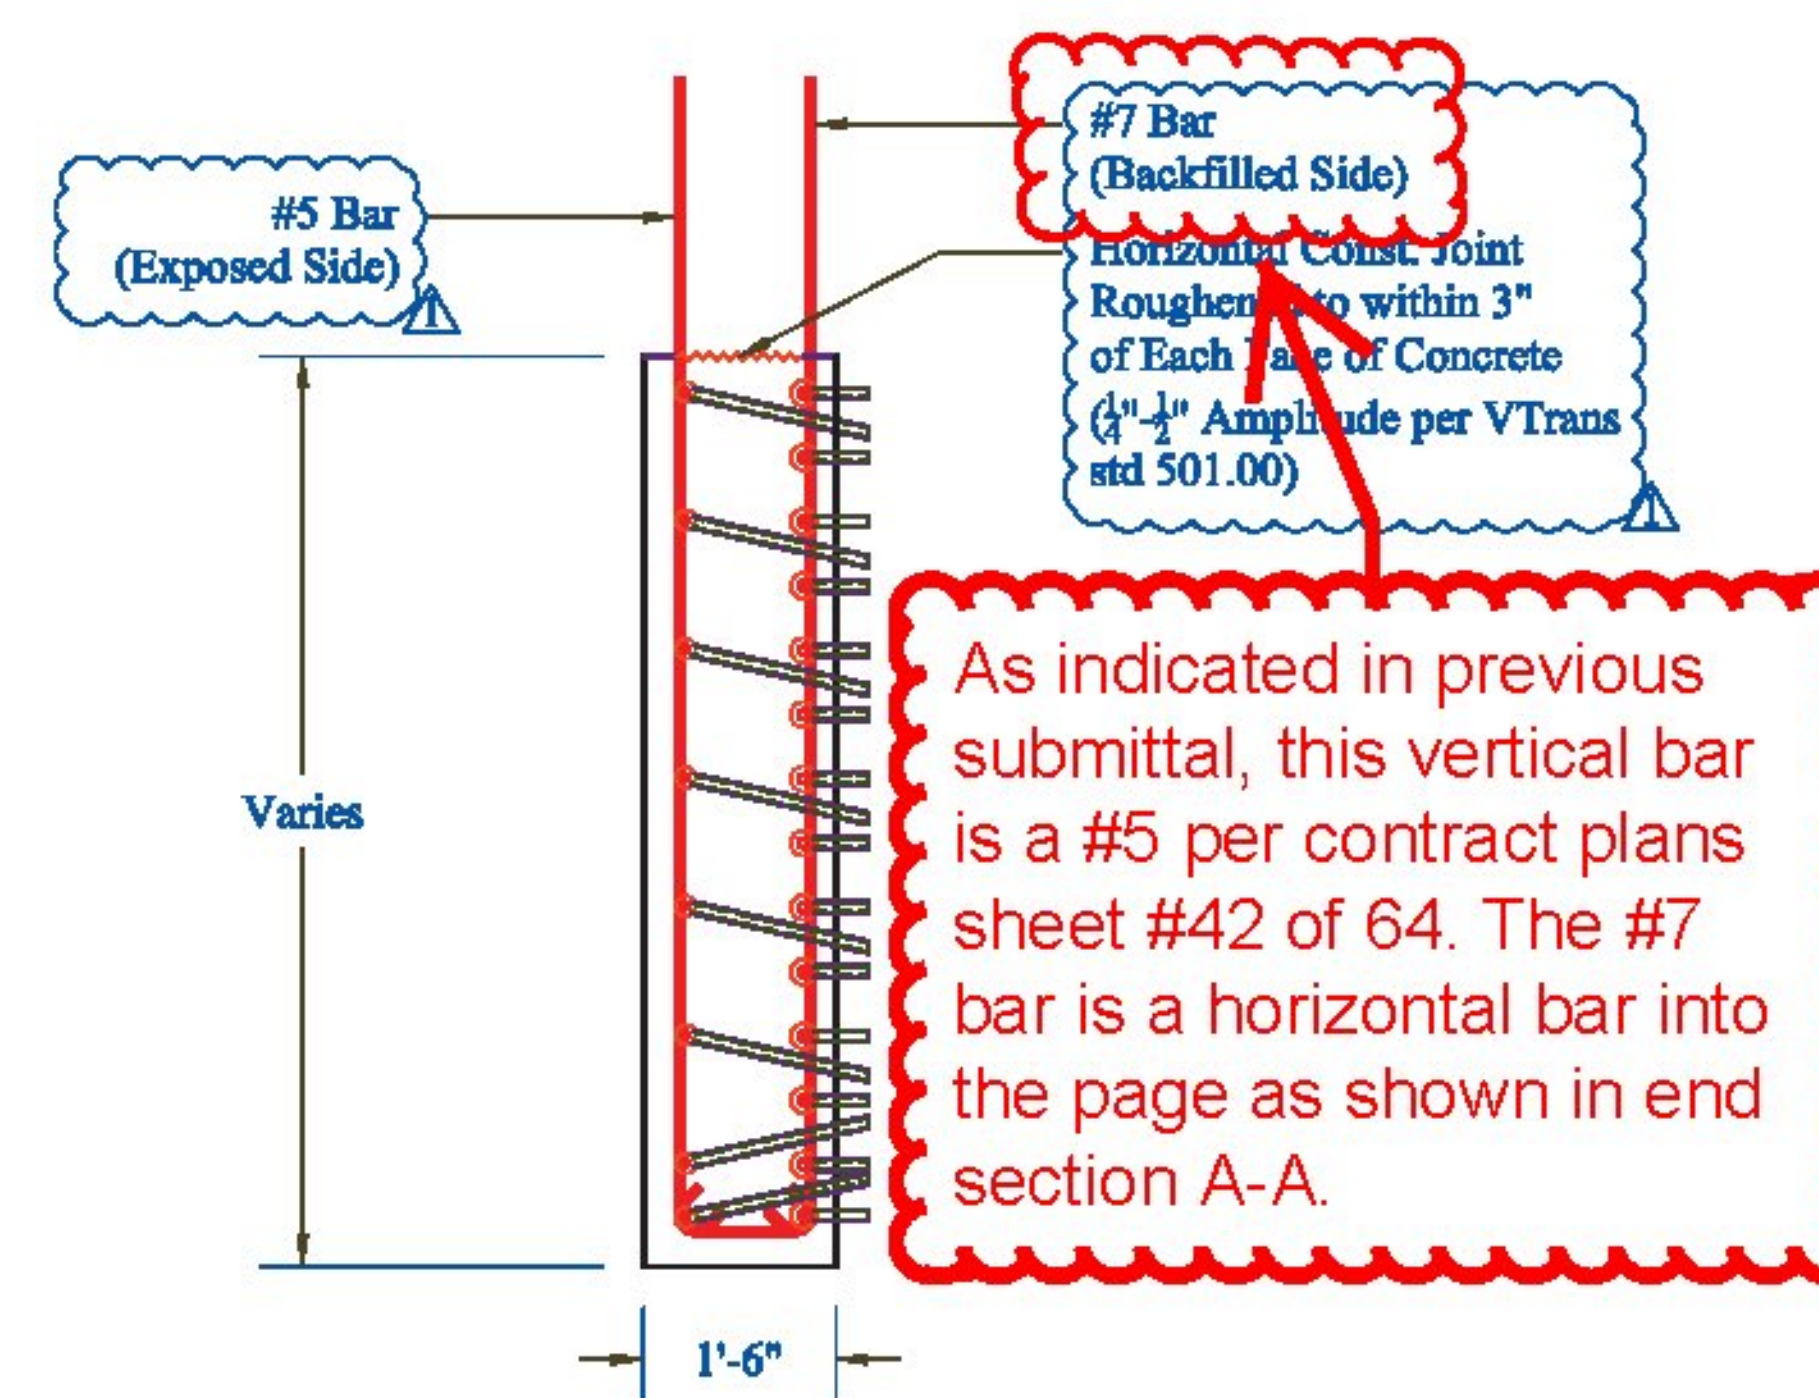 #7 Bar
(Backfilled Side)
#5 Bar
(Exposed Side)
1
Horizontal Const. Joint
Roughened to within 3"
of Each Face of Concrete
(1/4"-1/2" Amplitude per VTrans
std 501.00)
1
As indicated in previous
submittal, this vertical bar
is a #5 per contract plans
sheet #42 of 64. The #7
bar is a horizontal bar into
the page as shown in end
section A-A.
Varies
1'-6"